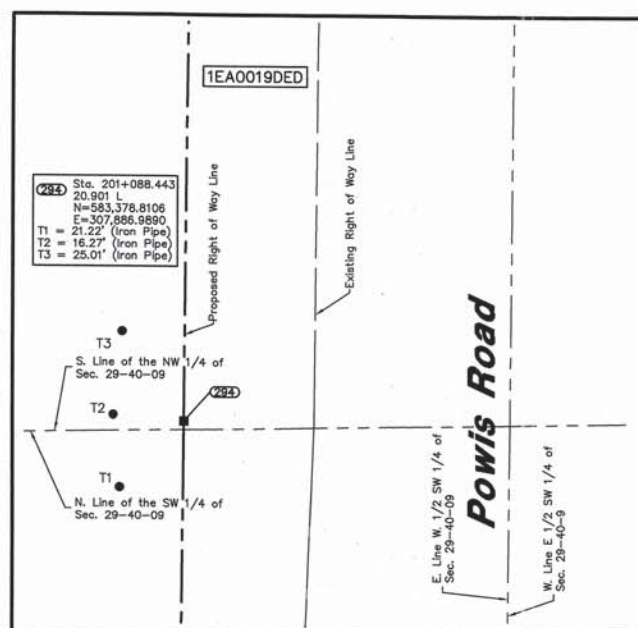 1EA0019DED
294 Sta. 201+088.443
20.901 L
N=583,378.8106
E=307,886.9890
T1 = 21.22' (Iron Pipe)
T2 = 16.27' (Iron Pipe)
T3 = 25.01' (Iron Pipe)
Proposed Right of Way Line
Existing Right of Way Line
T3
S. Line of the NW 1/4 of
Sec. 29-40-09
294
T2
T1
N. Line of the SW 1/4 of
Sec. 29-40-09
Powis Road
E. Line W. 1/2 SW 1/4 of
Sec. 29-40-09
W. Line E 1/2 SW 1/4 of
Sec. 29-40-9